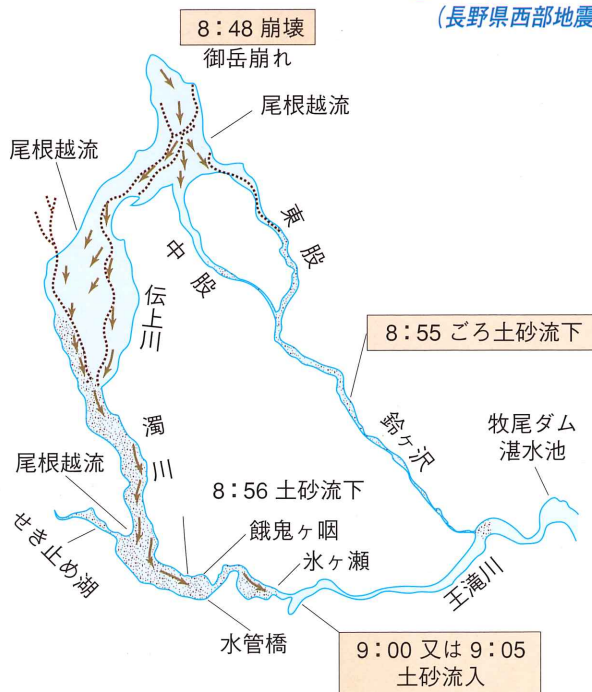 (長野県西部地震
8:48 崩壊
御岳崩れ
尾根越流
尾根越流
東股
中股
伝上川
8:55 ごろ土砂流下
鈴ヶ沢
牧尾ダム
湛水池
濁川
尾根越流
8:56 土砂流下
せき止め湖
餓鬼ヶ咽
氷ヶ瀬
王滝川
水管橋
9:00 又は 9:05
土砂流入